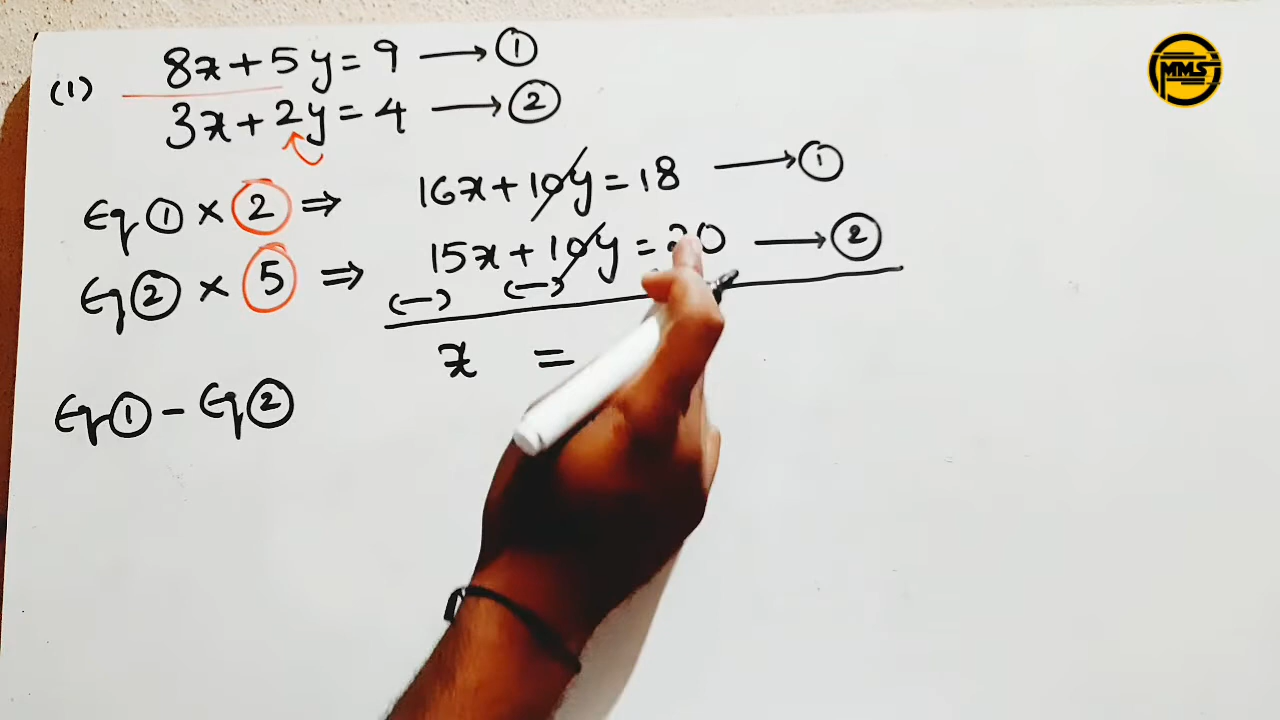 (1) 8x + 5y = 9 ⟶ ①
3x + 2y = 4 ⟶ ②
Eq ① × 2 ⇒ 16x + 10y = 18 ⟶ ①
Eq ② × 5 ⇒ 15x + 10y = 20 ⟶ ②
(−) (−)
x =
Eq ① − Eq ②
MMS